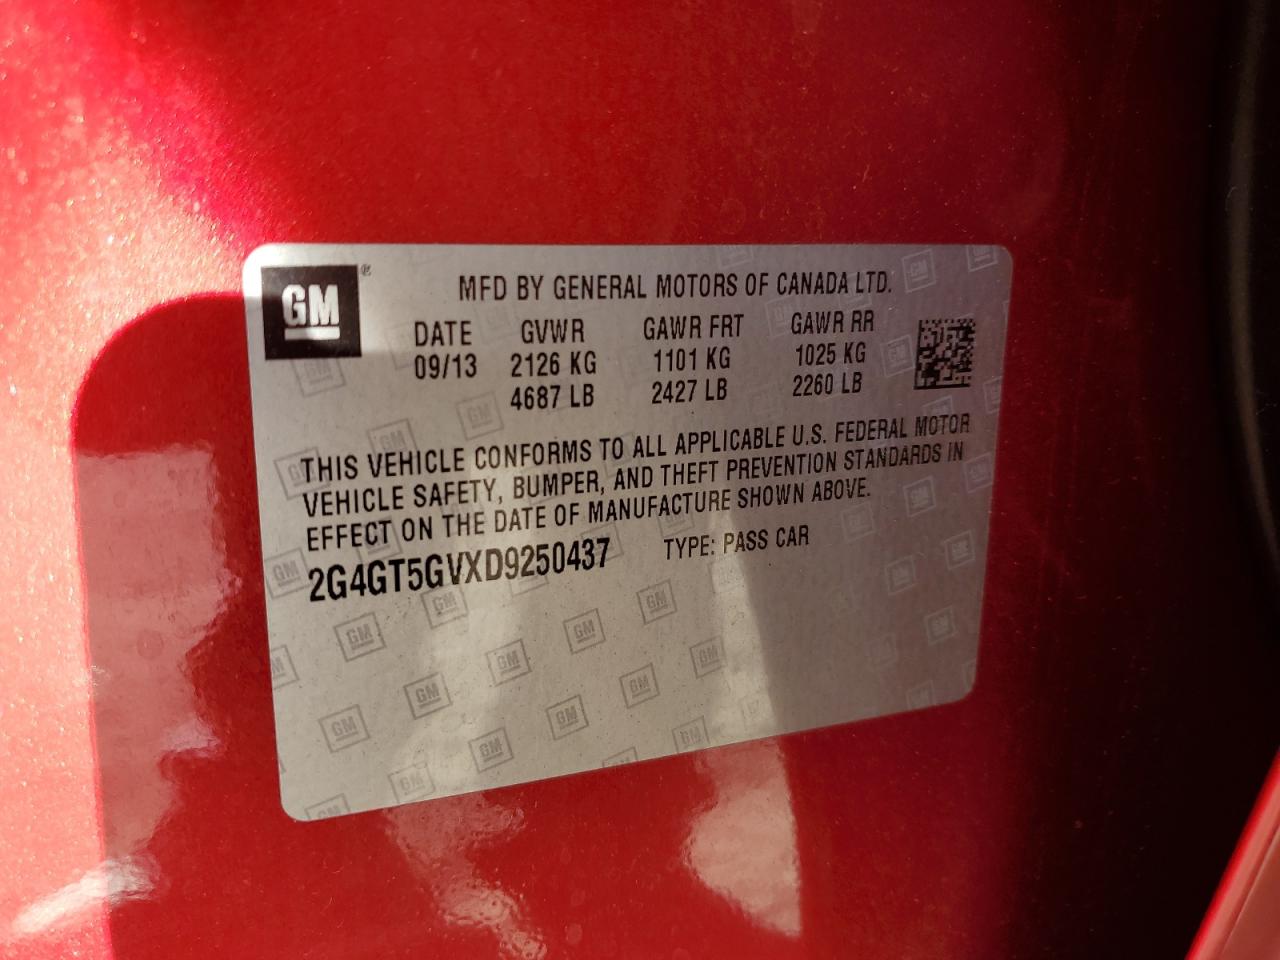 GM®
MFD BY GENERAL MOTORS OF CANADA LTD.
DATE GVWR GAWR FRT GAWR RR
09/13 2126 KG 1101 KG 1025 KG
4687 LB 2427 LB 2260 LB
THIS VEHICLE CONFORMS TO ALL APPLICABLE U.S. FEDERAL MOTOR
VEHICLE SAFETY, BUMPER, AND THEFT PREVENTION STANDARDS IN
EFFECT ON THE DATE OF MANUFACTURE SHOWN ABOVE.
2G4GT5GVXD9250437 TYPE: PASS CAR